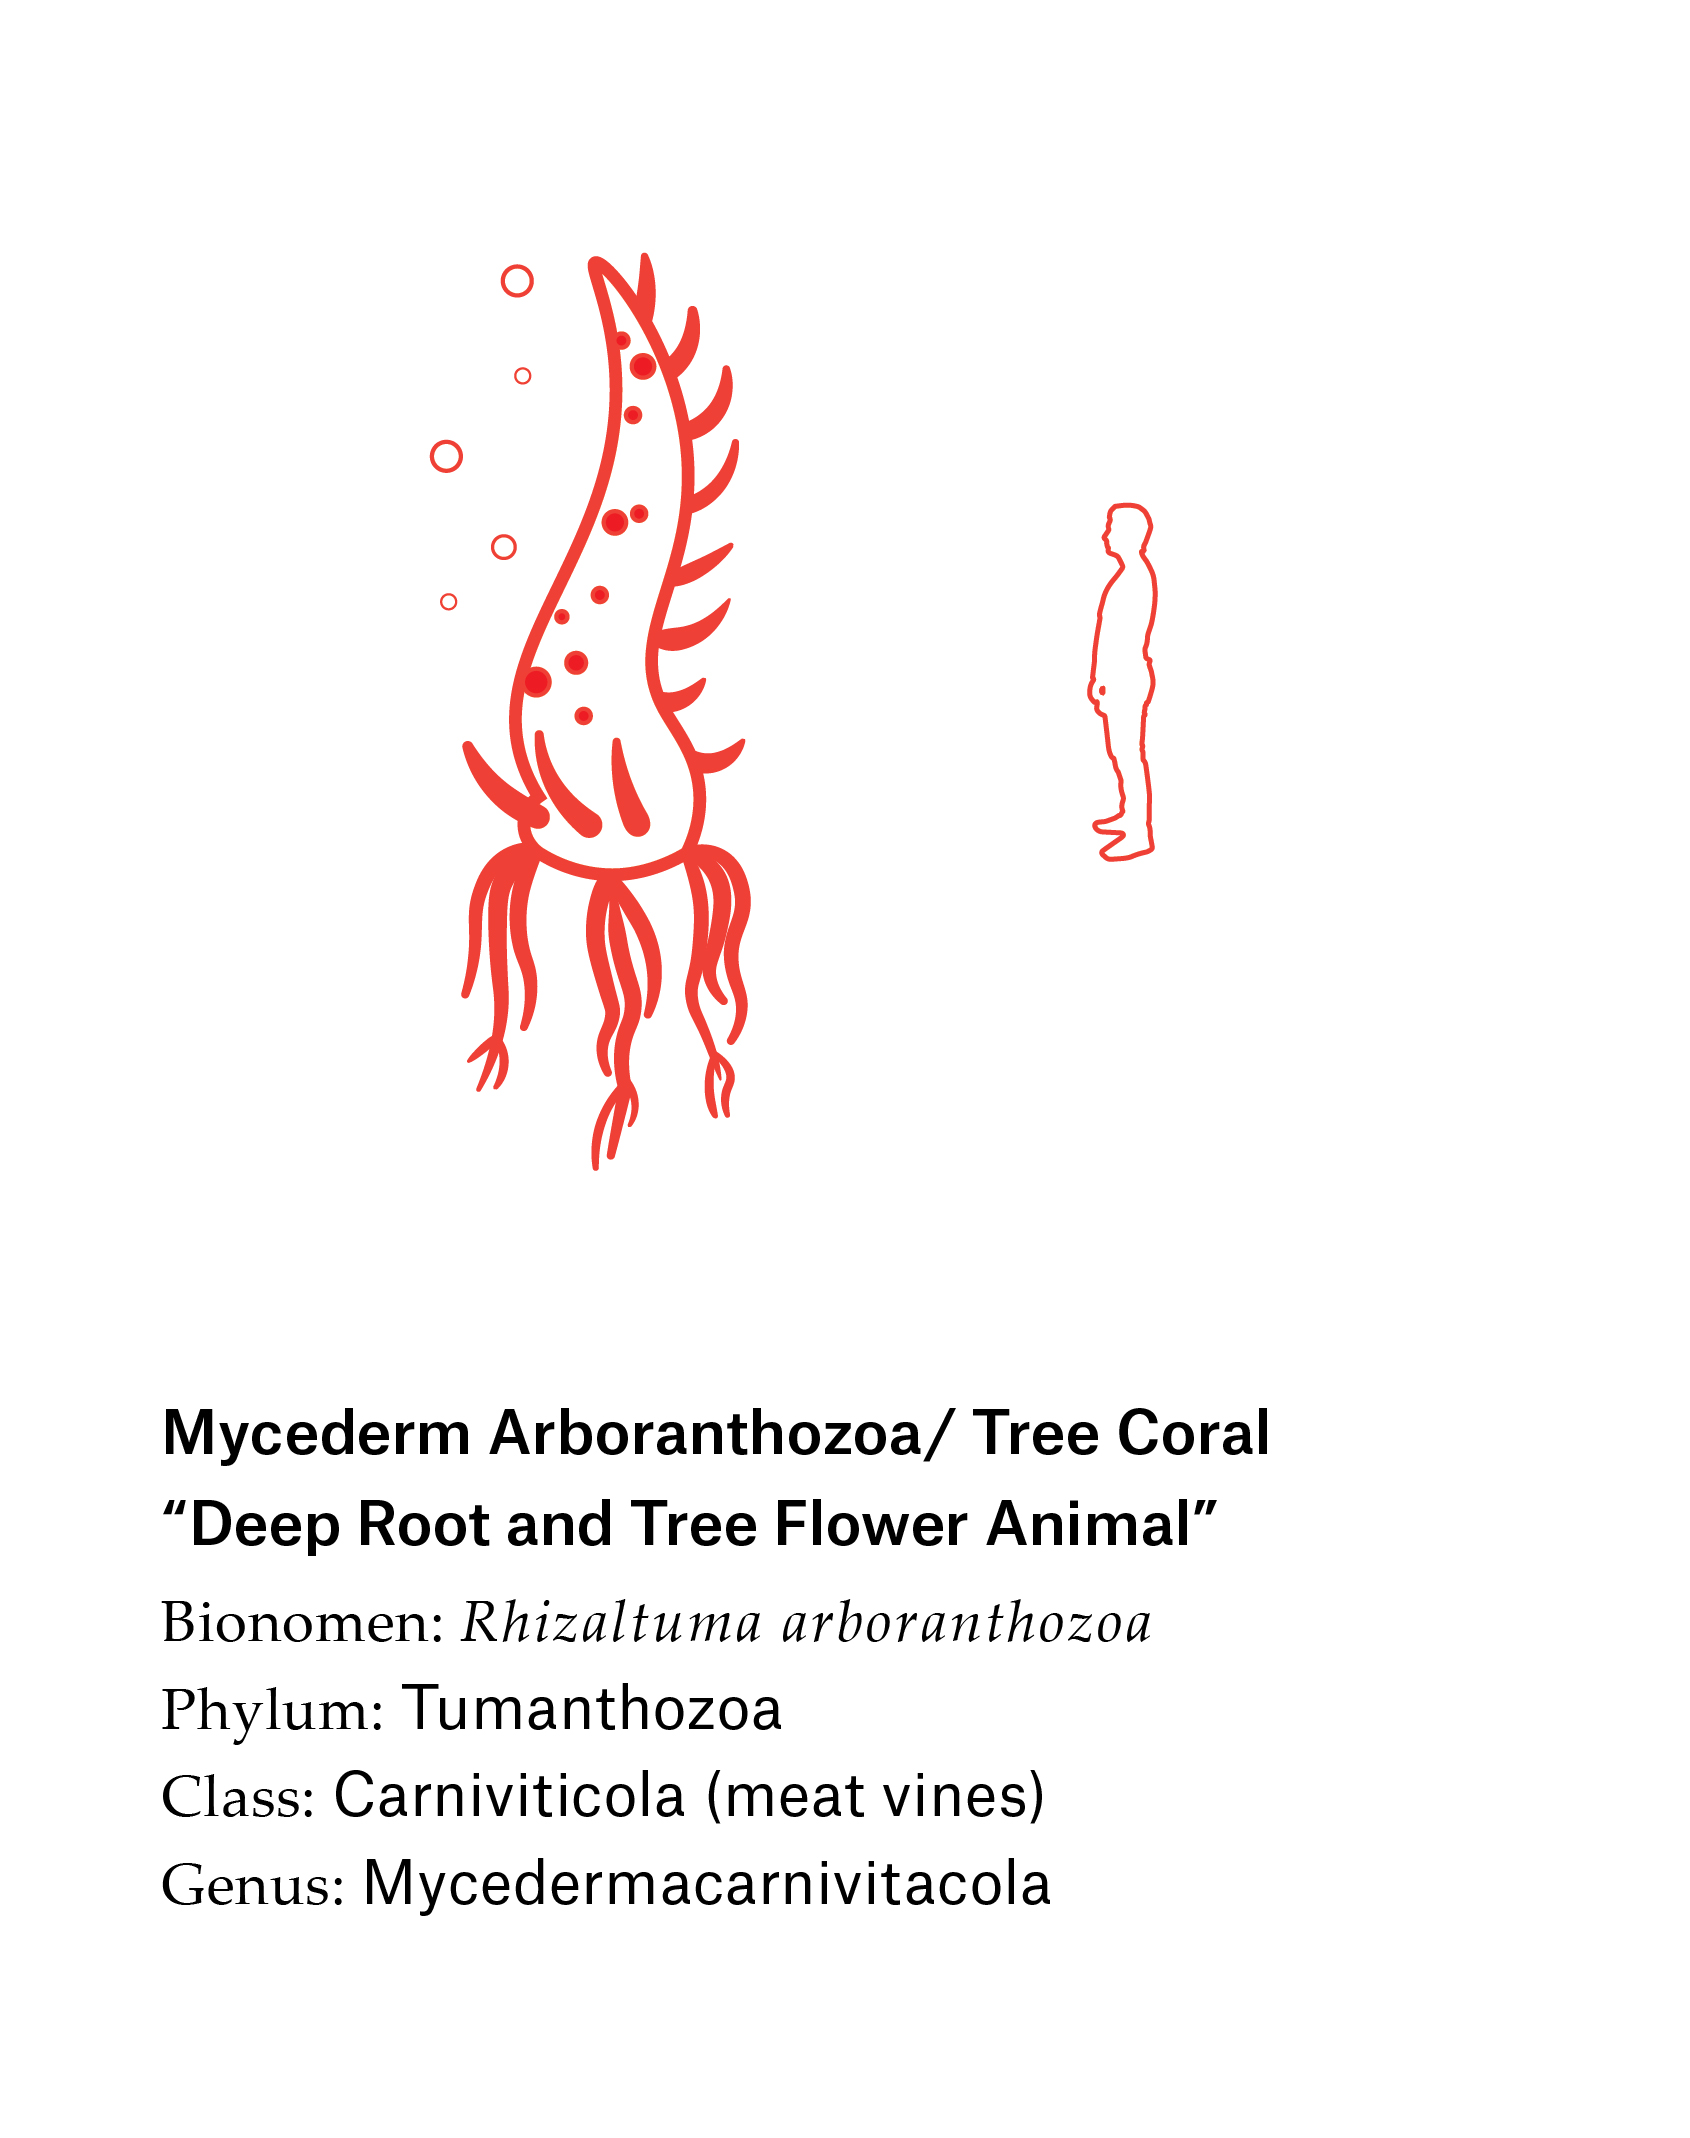 Mycederm Arboranthozoa/ Tree Coral
“Deep Root and Tree Flower Animal”
Bionomen: Rhizaltuma arboranthozoa
Phylum: Tumanthozoa
Class: Carniviticola (meat vines)
Genus: Mycedermacarnivitacola